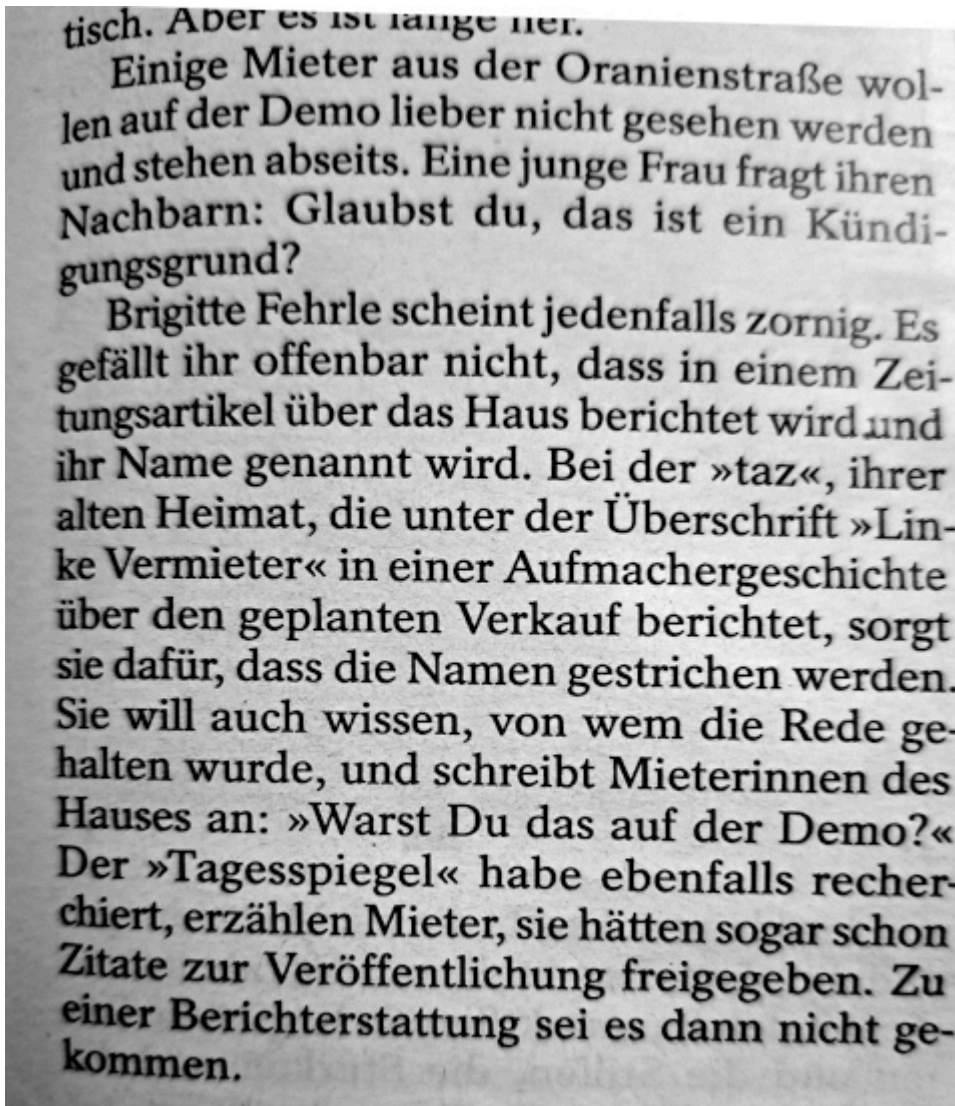 tisch. Aber es ist lange her.
Einige Mieter aus der Oranienstraße wol-
len auf der Demo lieber nicht gesehen werden
und stehen abseits. Eine junge Frau fragt ihren
Nachbarn: Glaubst du, das ist ein Kündi-
gungsgrund?
Brigitte Fehrle scheint jedenfalls zornig. Es
gefällt ihr offenbar nicht, dass in einem Zei-
tungsartikel über das Haus berichtet wird und
ihr Name genannt wird. Bei der »taz«, ihrer
alten Heimat, die unter der Überschrift »Lin-
ke Vermieter« in einer Aufmachergeschichte
über den geplanten Verkauf berichtet, sorgt
sie dafür, dass die Namen gestrichen werden.
Sie will auch wissen, von wem die Rede ge-
halten wurde, und schreibt Mieterinnen des
Hauses an: »Warst Du das auf der Demo?«
Der »Tagesspiegel« habe ebenfalls recher-
chiert, erzählen Mieter, sie hätten sogar schon
Zitate zur Veröffentlichung freigegeben. Zu
einer Berichterstattung sei es dann nicht ge-
kommen.